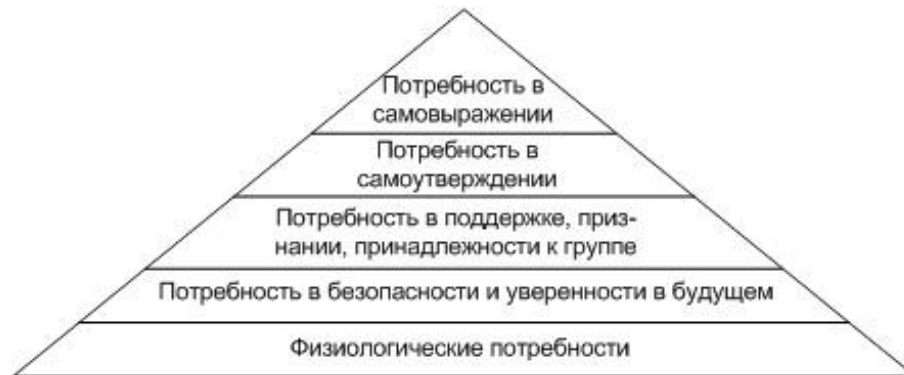 Потребность в
самовыражении
Потребность в
самоутверждении
Потребность в поддержке, приз-
нании, принадлежности к группе
Потребность в безопасности и уверенности в будущем
Физиологические потребности